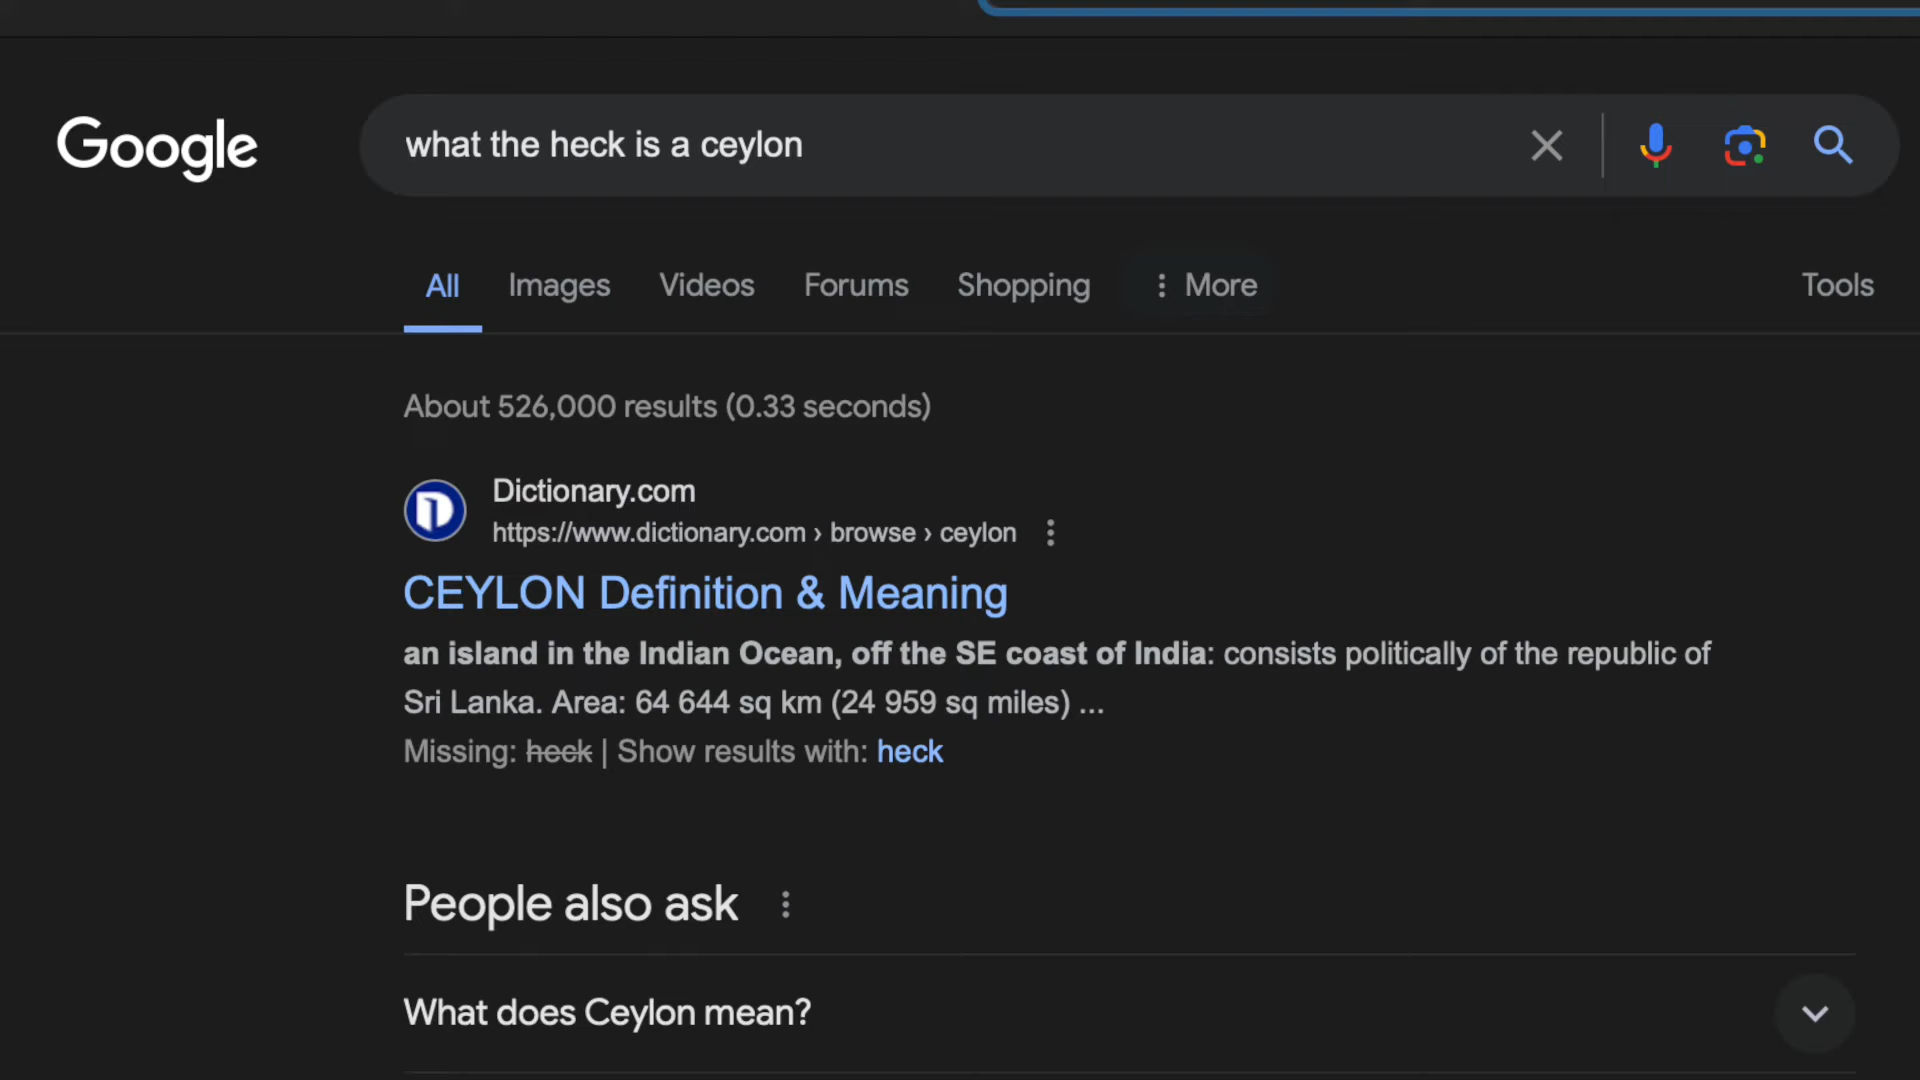 Google
what the heck is a ceylon
All Images Videos Forums Shopping More Tools
About 526,000 results (0.33 seconds)
Dictionary.com
https://www.dictionary.com › browse › ceylon
CEYLON Definition & Meaning
an island in the Indian Ocean, off the SE coast of India: consists politically of the republic of
Sri Lanka. Area: 64 644 sq km (24 959 sq miles) ...
Missing: heck | Show results with: heck
People also ask
What does Ceylon mean?